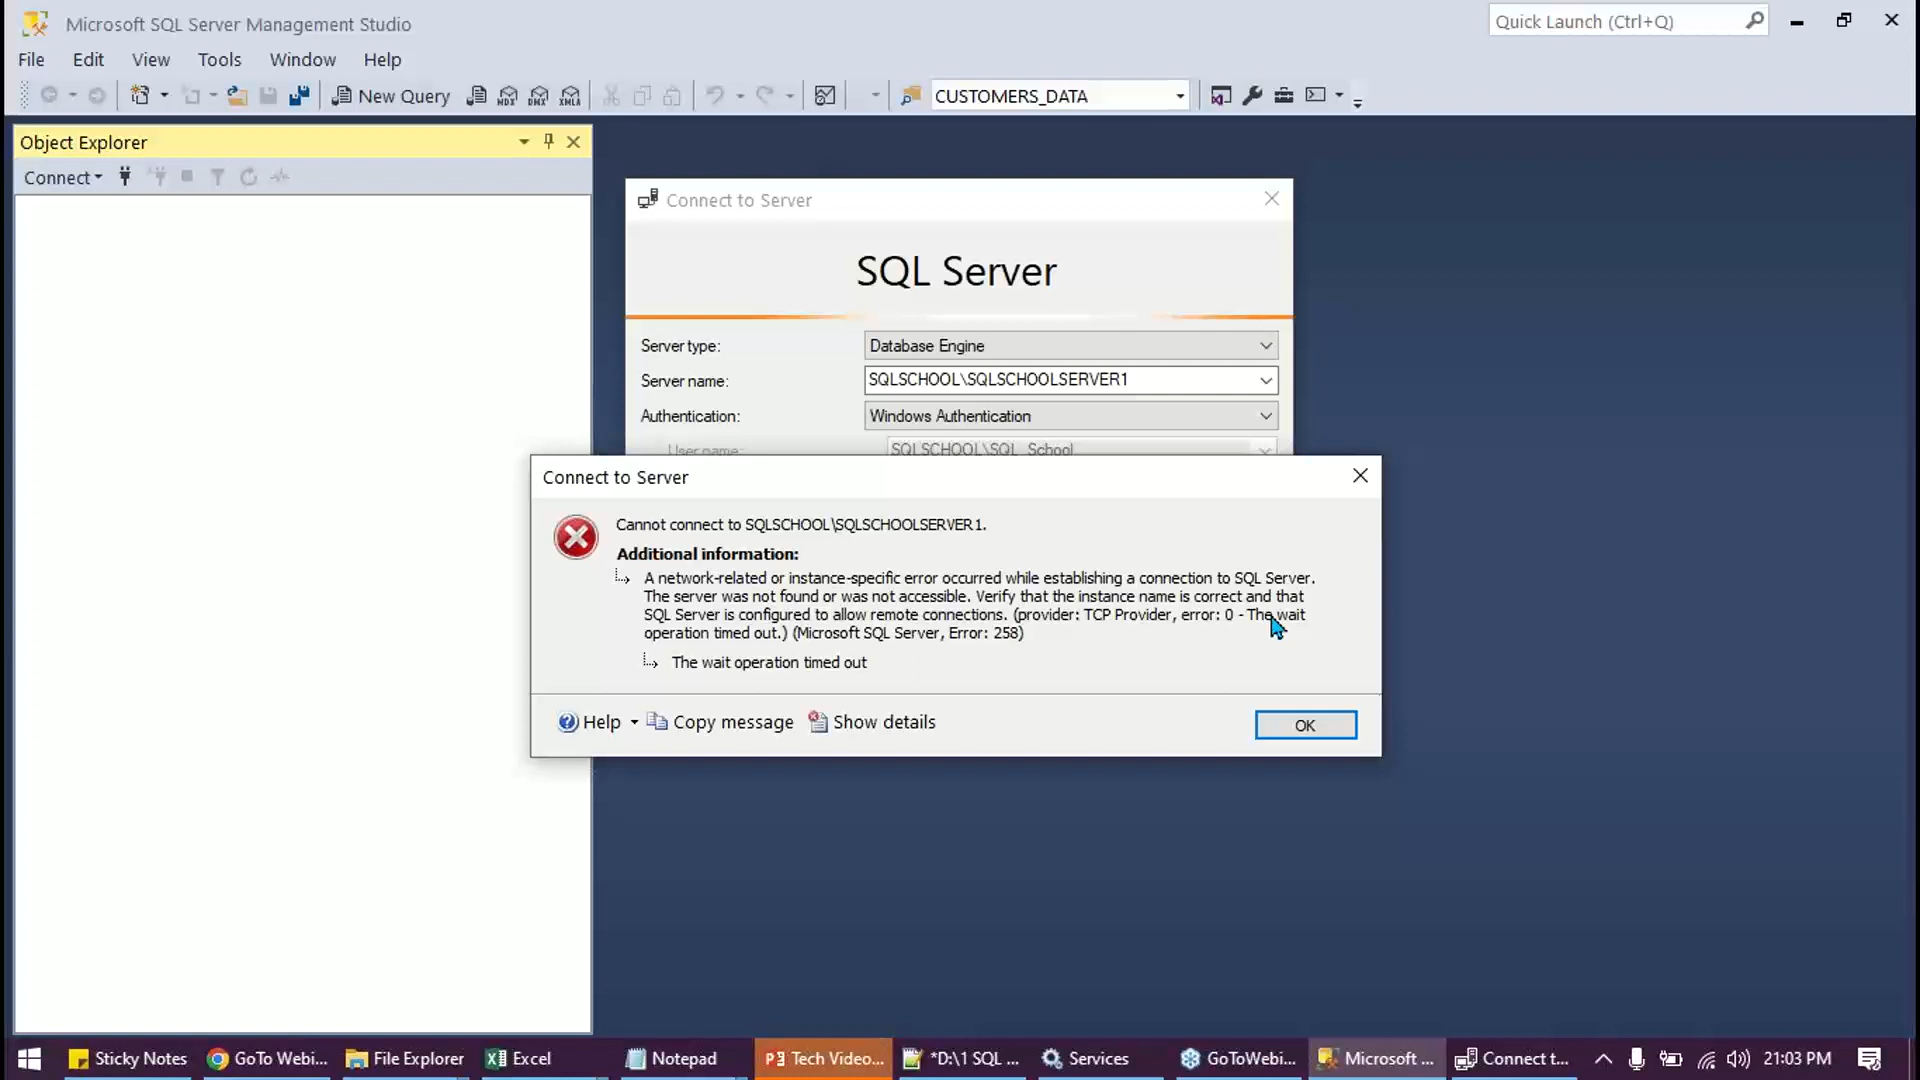 Microsoft SQL Server Management Studio
Quick Launch (Ctrl+Q)
File Edit View Tools Window Help
New Query MDX DMX XMLA CUSTOMERS_DATA
Object Explorer
Connect
Connect to Server
SQL Server
Server type: Database Engine
Server name: SQLSCHOOL\SQLSCHOOLSERVER1
Authentication: Windows Authentication
User name: SQLSCHOOL\SQL_School
Connect to Server
Cannot connect to SQLSCHOOL\SQLSCHOOLSERVER1.
Additional information:
A network-related or instance-specific error occurred while establishing a connection to SQL Server.
The server was not found or was not accessible. Verify that the instance name is correct and that
SQL Server is configured to allow remote connections. (provider: TCP Provider, error: 0 - The wait
operation timed out.) (Microsoft SQL Server, Error: 258)
The wait operation timed out
Help Copy message Show details OK
Sticky Notes GoTo Webi... File Explorer Excel Notepad Tech Video... *D:\1 SQL ... Services GoToWebi... Microsoft ... Connect t... 21:03 PM